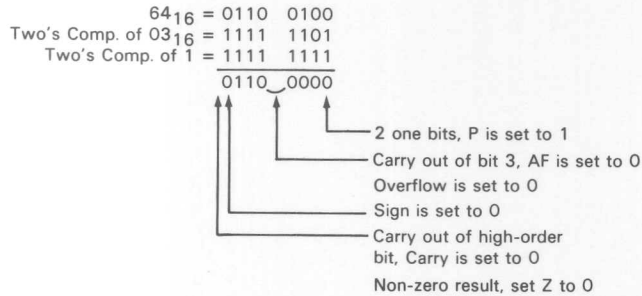 64₁₆ = 0110 0100
Two's Comp. of 03₁₆ = 1111 1101
Two's Comp. of 1 = 1111 1111
0110 0000
2 one bits, P is set to 1
Carry out of bit 3, AF is set to 0
Overflow is set to 0
Sign is set to 0
Carry out of high-order
bit, Carry is set to 0
Non-zero result, set Z to 0